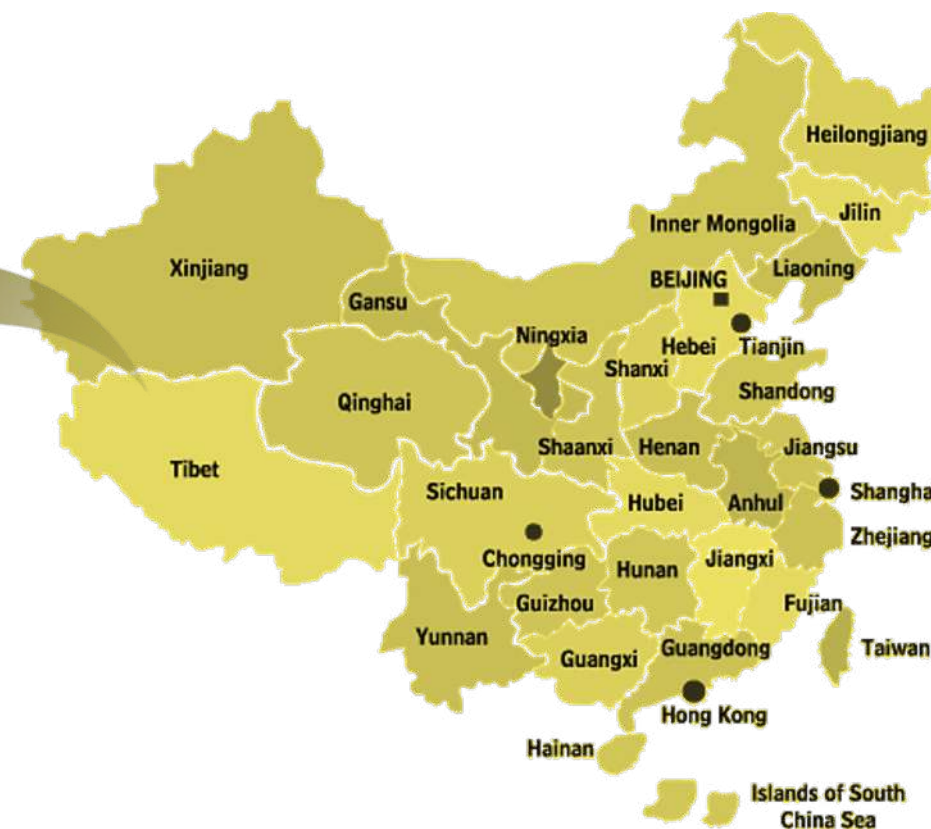 Heilongjiang
Jilin
Inner Mongolia
Liaoning
Xinjiang
BEIJING
Gansu
Ningxia
Hebei
Tianjin
Shanxi
Shandong
Qinghai
Shaanxi
Henan
Jiangsu
Tibet
Sichuan
Hubei
Anhul
Shangha
Zhejiang
Chongging
Hunan
Jiangxi
Guizhou
Fujian
Yunnan
Guangxi
Guangdong
Taiwan
Hong Kong
Hainan
Islands of South
China Sea